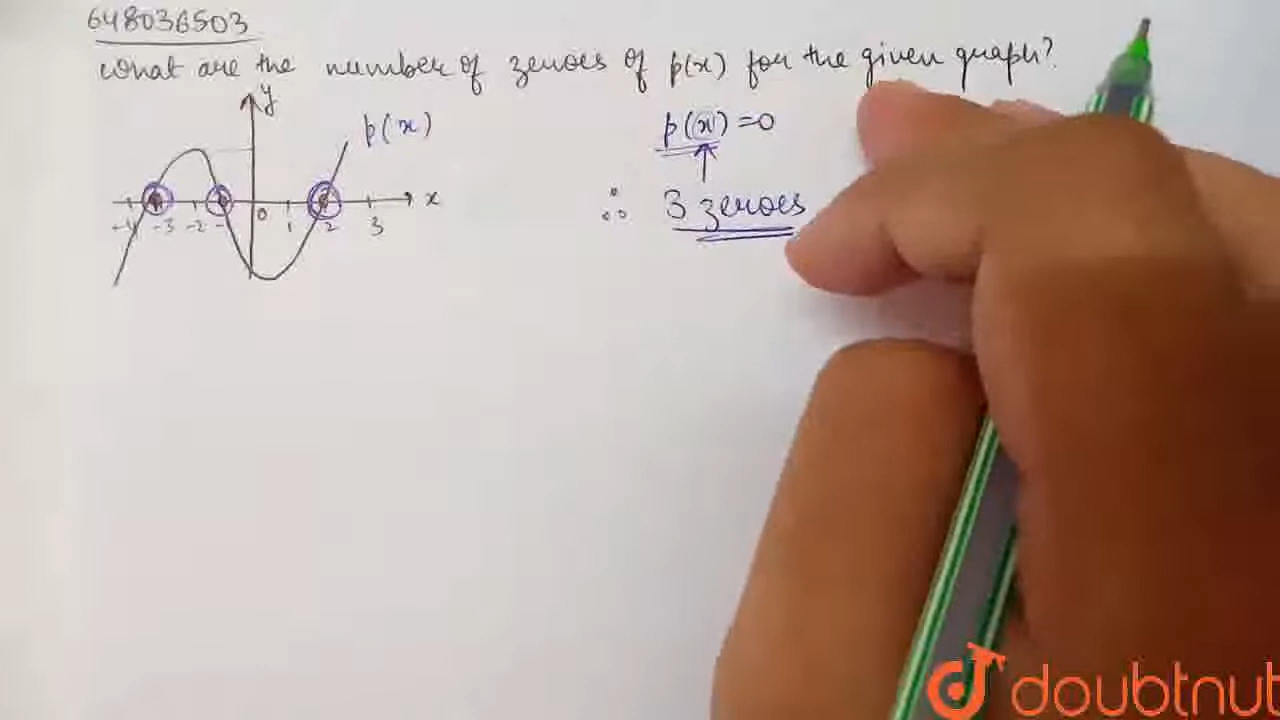 648036503
What are the number of zeroes of p(x) for the given graph?
y
p(x)
p(x) = 0
x
-4 -3 -2 - 0 1 2 3
∴ 3 zeroes
doubtnut